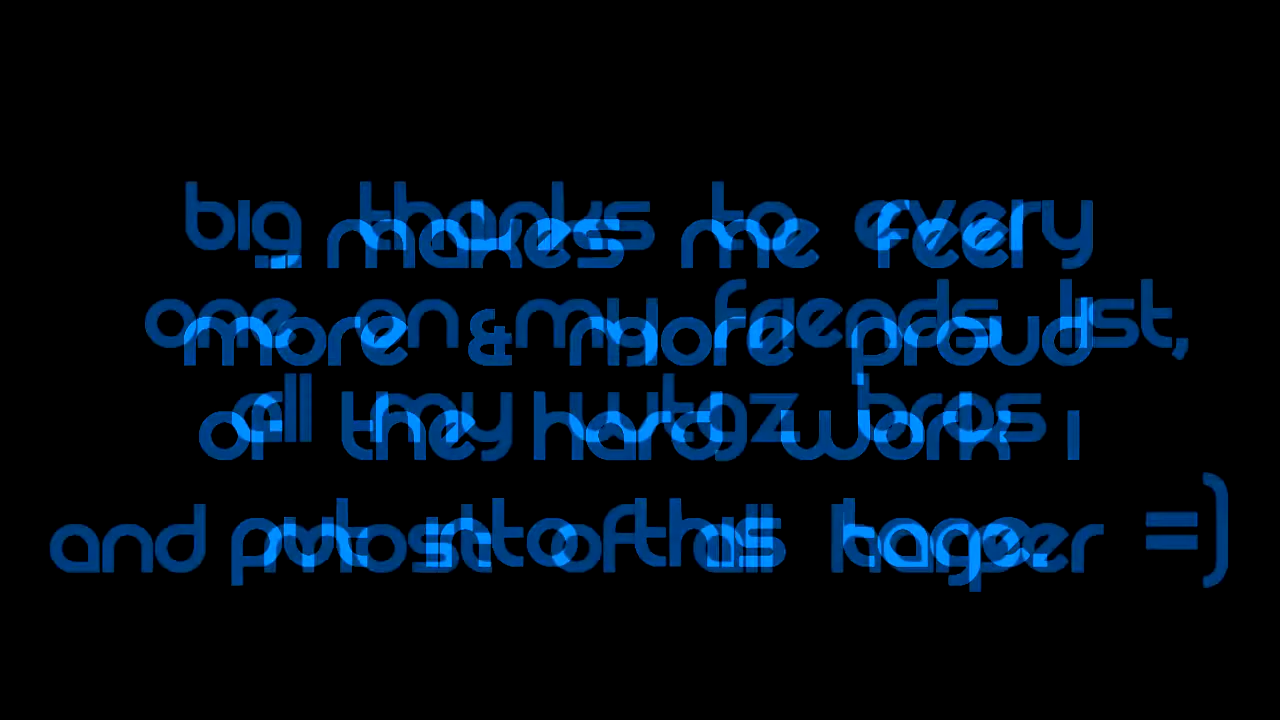 big thanks to every
makes me feel
one on my friends list,
more & more proud
all my bros
of the hard work i
and most of all =)
put into this